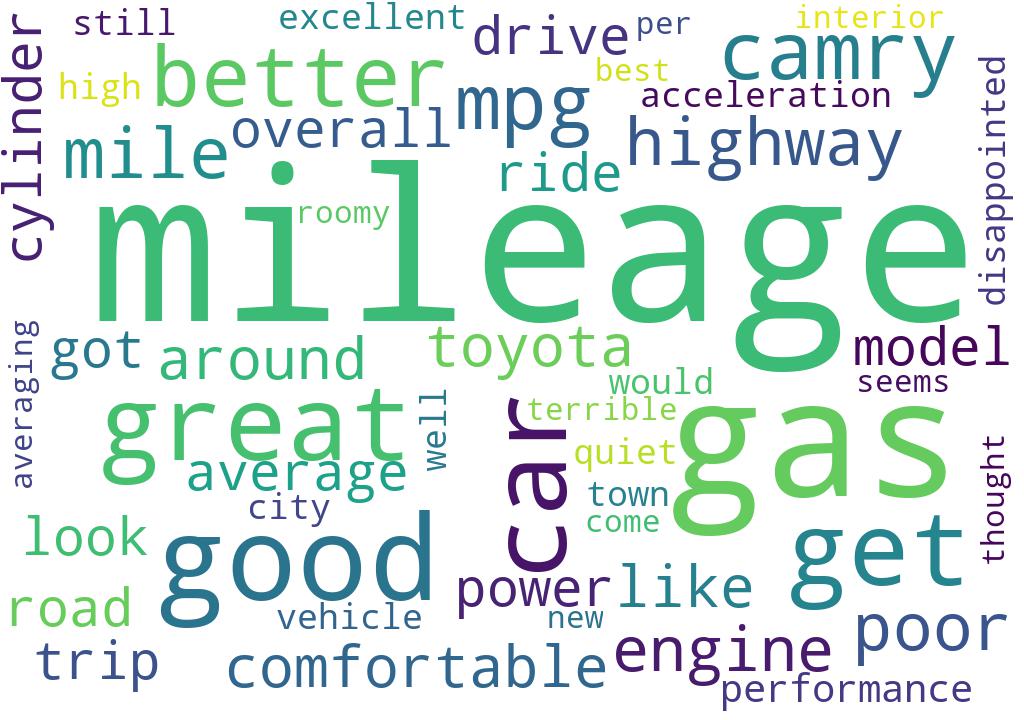 still
excellent
drive
per
interior
cylinder
high
better
best
camry
mpg
acceleration
disappointed
mile
overall
highway
ride
roomy
mileage
averaging
got
around
toyota
model
would
seems
great
well
car
terrible
gas
average
quiet
town
thought
city
come
look
good
get
power
like
road
vehicle
new
poor
trip
comfortable
engine
performance